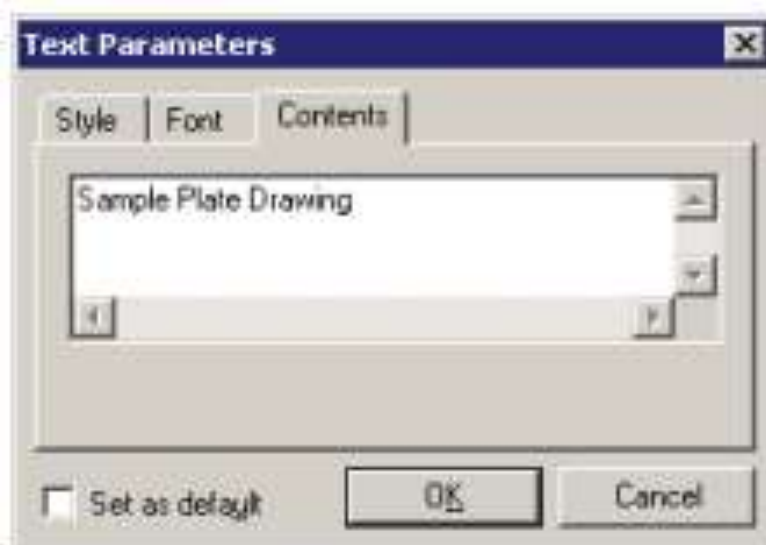 Text Parameters
Style Font Contents
Sample Plate Drawing
Set as default OK Cancel